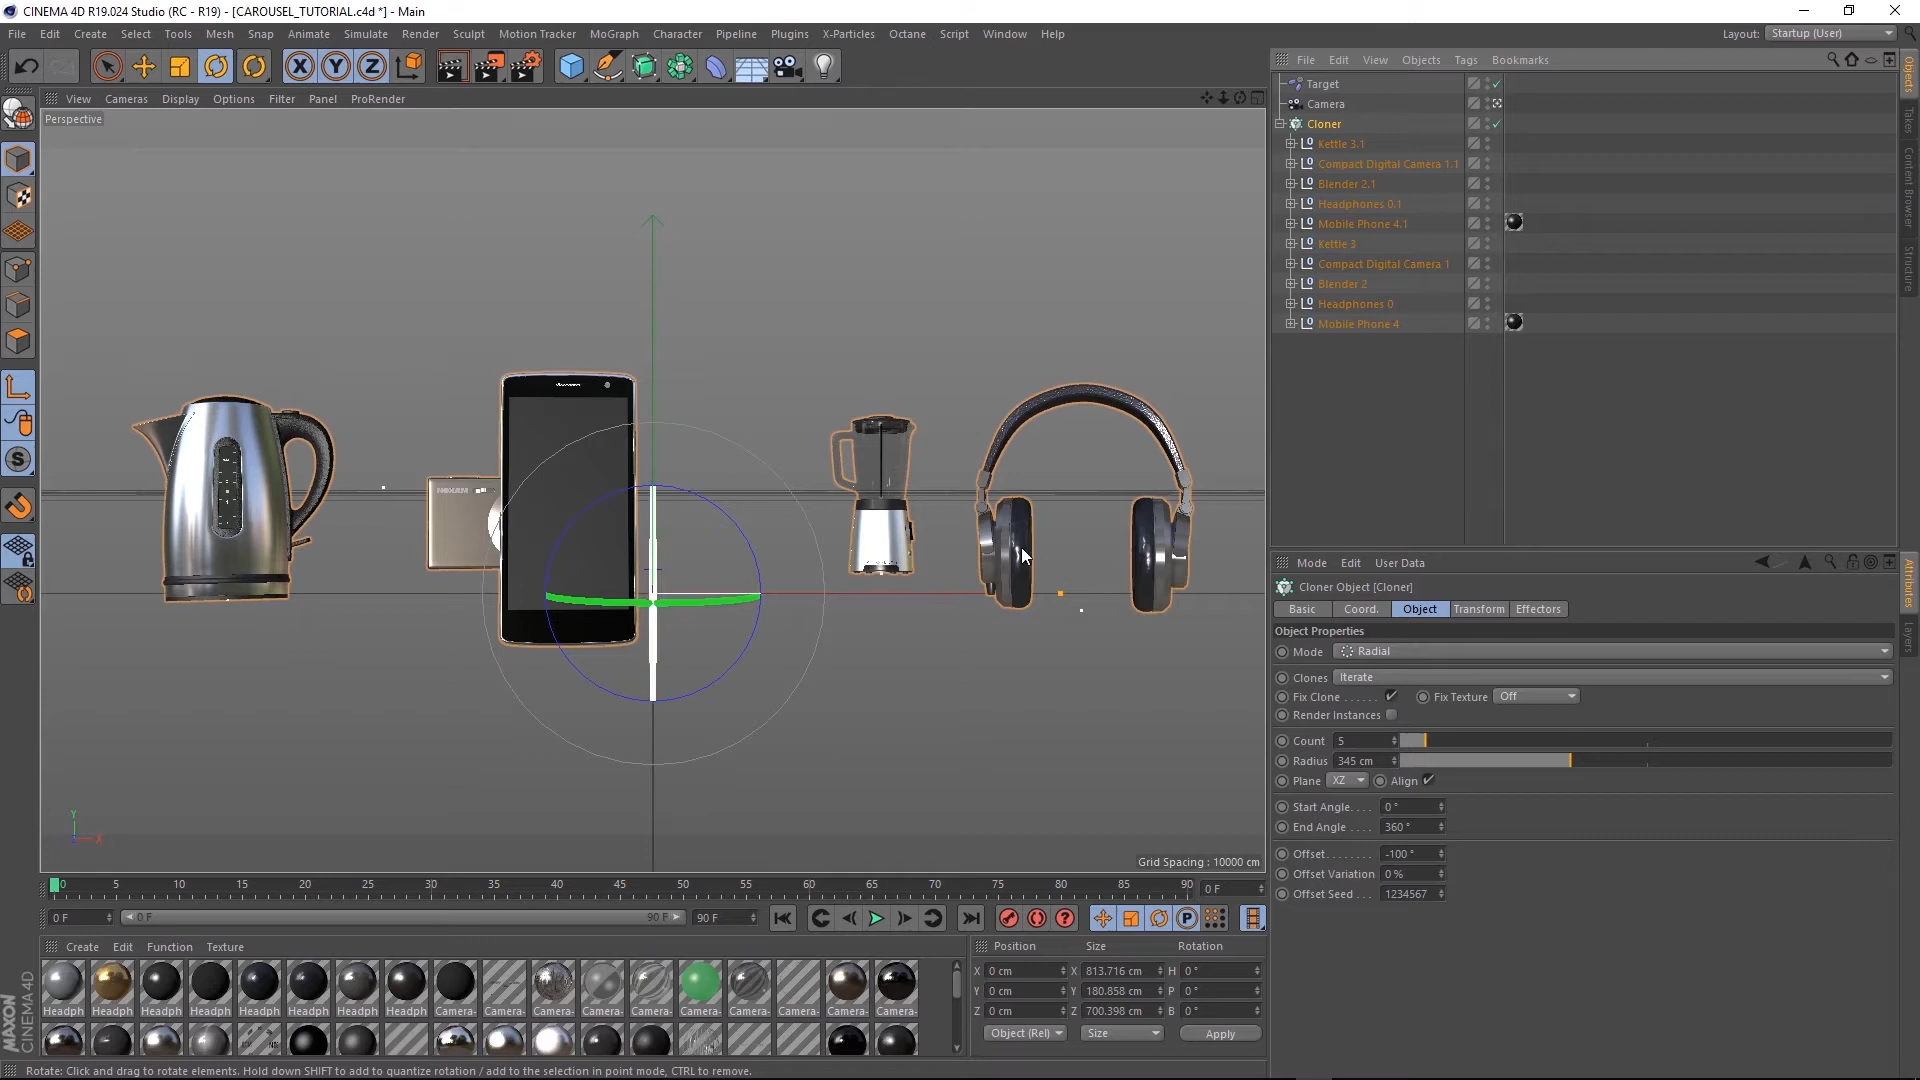 CINEMA 4D R19.024 Studio (RC - R19) - [CAROUSEL_TUTORIAL.c4d *] - Main
File Edit Create Select Tools Mesh Snap Animate Simulate Render Sculpt Motion Tracker MoGraph Character Pipeline Plugins X-Particles Octane Script Window Help
Layout: Startup (User)
X Y Z
File Edit View Objects Tags Bookmarks
View Cameras Display Options Filter Panel ProRender
Perspective
Target
Camera
Cloner
Kettle 3.1
Compact Digital Camera 1.1
Blender 2.1
Headphones 0.1
Mobile Phone 4.1
Kettle 3
Compact Digital Camera 1
Blender 2
Headphones 0
Mobile Phone 4
Objects
Takes
Content Browser
Structure
Attributes
Layers
Y
X
Grid Spacing : 10000 cm
Mode Edit User Data
Cloner Object [Cloner]
Basic Coord. Object Transform Effectors
Object Properties
Mode Radial
Clones Iterate
Fix Clone . . . . . . Fix Texture Off
Render Instances
Count 5
Radius 345 cm
Plane XZ Align
Start Angle. . . . 0 °
End Angle . . . . 360 °
Offset. . . . . . . . -100 °
Offset Variation 0 %
Offset Seed . . . 1234567
0 5 10 15 20 25 30 35 40 45 50 55 60 65 70 75 80 85 90 0 F
0 F 0 F 90 F 90 F
Create Edit Function Texture
Headph Headph Headph Headph Headph Headph Headph Headph Camera- Camera- Camera- Camera- Camera- Camera- Camera- Camera- Camera- Camera-
Position Size Rotation
X 0 cm X 813.716 cm H 0 °
Y 0 cm Y 180.858 cm P 0 °
Z 0 cm Z 700.398 cm B 0 °
Object (Rel) Size Apply
MAXON
CINEMA 4D
Rotate: Click and drag to rotate elements. Hold down SHIFT to add to quantize rotation / add to the selection in point mode, CTRL to remove.